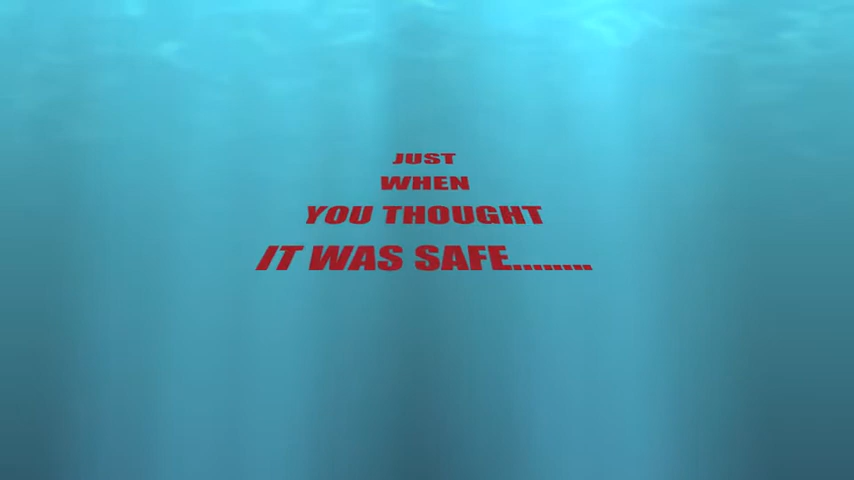 JUST
WHEN
YOU THOUGHT
IT WAS SAFE........